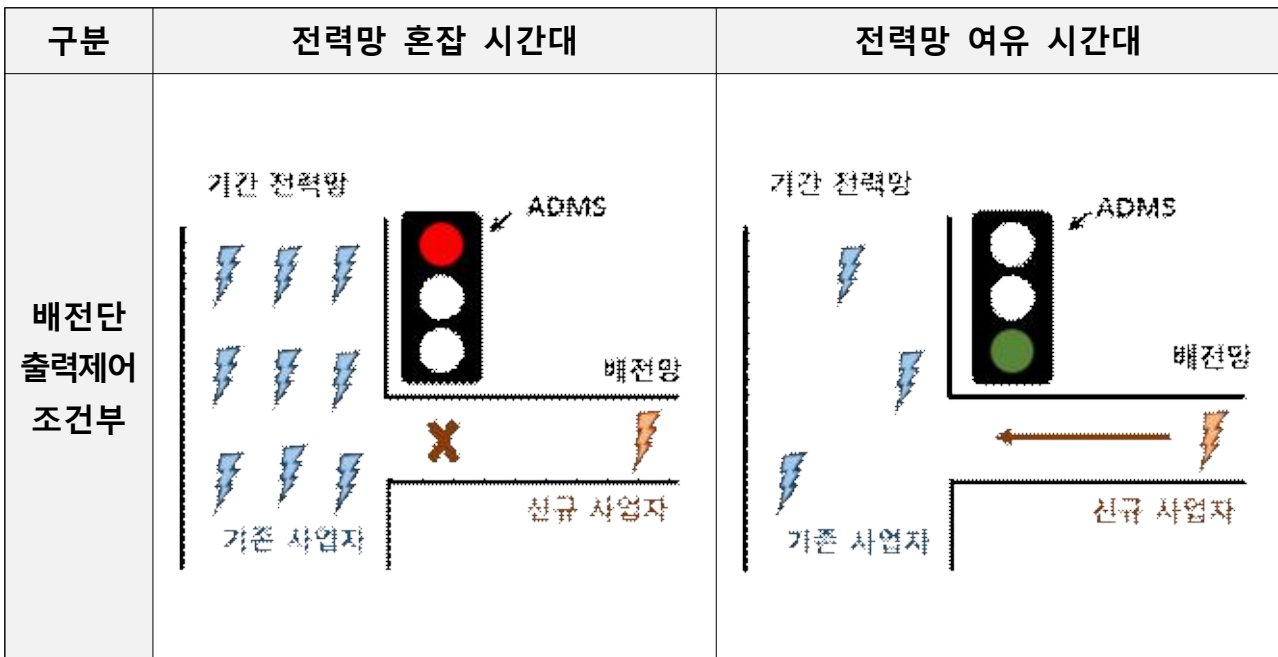 구분
전력망 혼잡 시간대
전력망 여유 시간대
배전단
출력제어
조건부
기간 전력망
ADMS
배전망
신규 사업자
기존 사업자
기간 전력망
ADMS
배전망
신규 사업자
기존 사업자